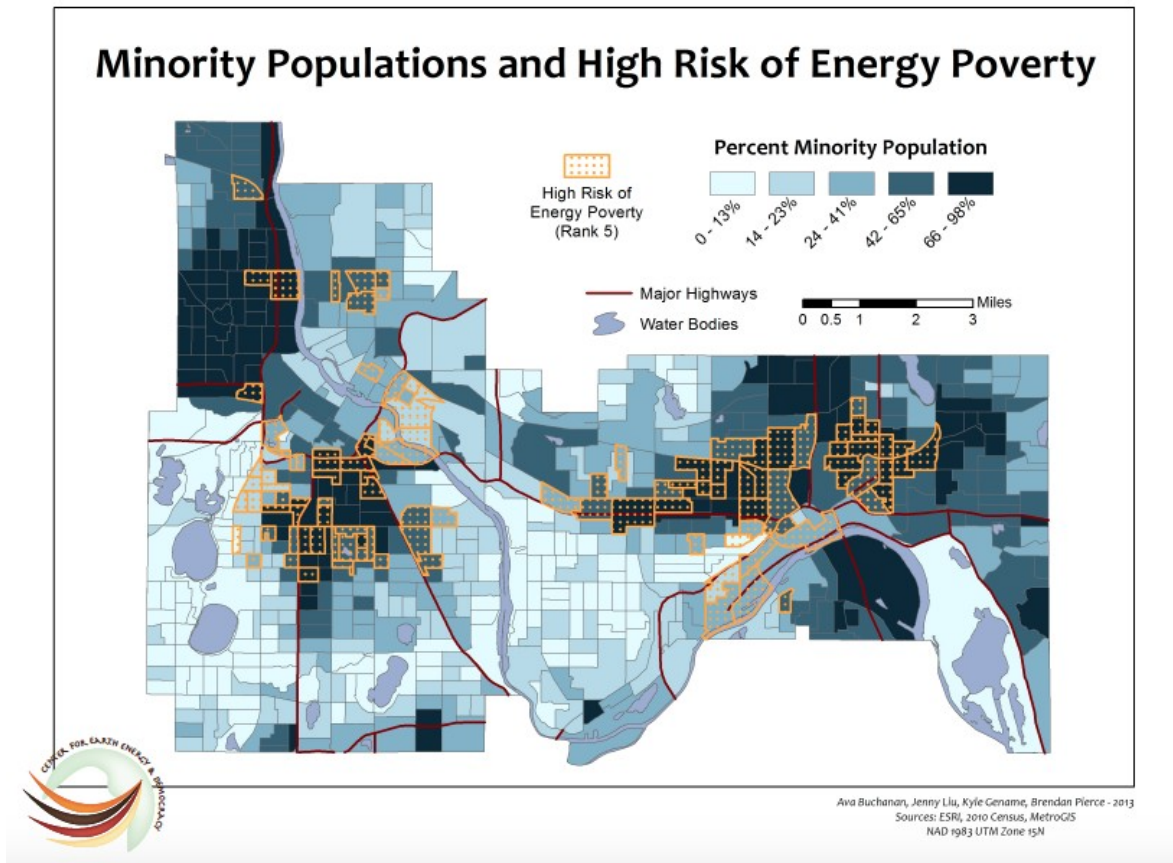 Minority Populations and High Risk of Energy Poverty
High Risk of
Energy Poverty
(Rank 5)
Percent Minority Population
0 - 13%
14 - 23%
24 - 41%
42 - 65%
66 - 98%
Major Highways
Water Bodies
Miles
0 0.5 1 2 3
CENTER FOR EARTH ENERGY & DEMOCRACY
Ava Buchanan, Jenny Liu, Kyle Gename, Brendan Pierce - 2013
Sources: ESRI, 2010 Census, MetroGIS
NAD 1983 UTM Zone 15N